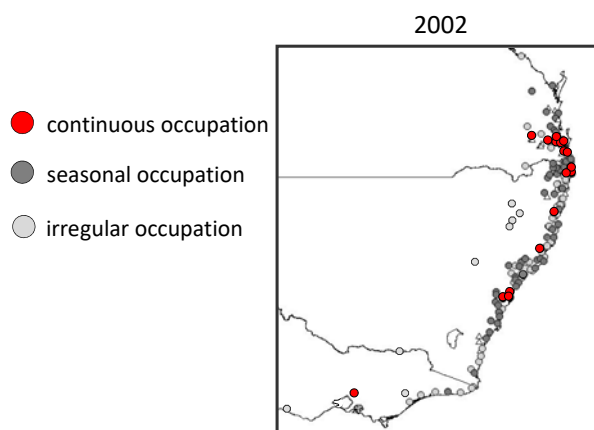 2002
continuous occupation
seasonal occupation
irregular occupation